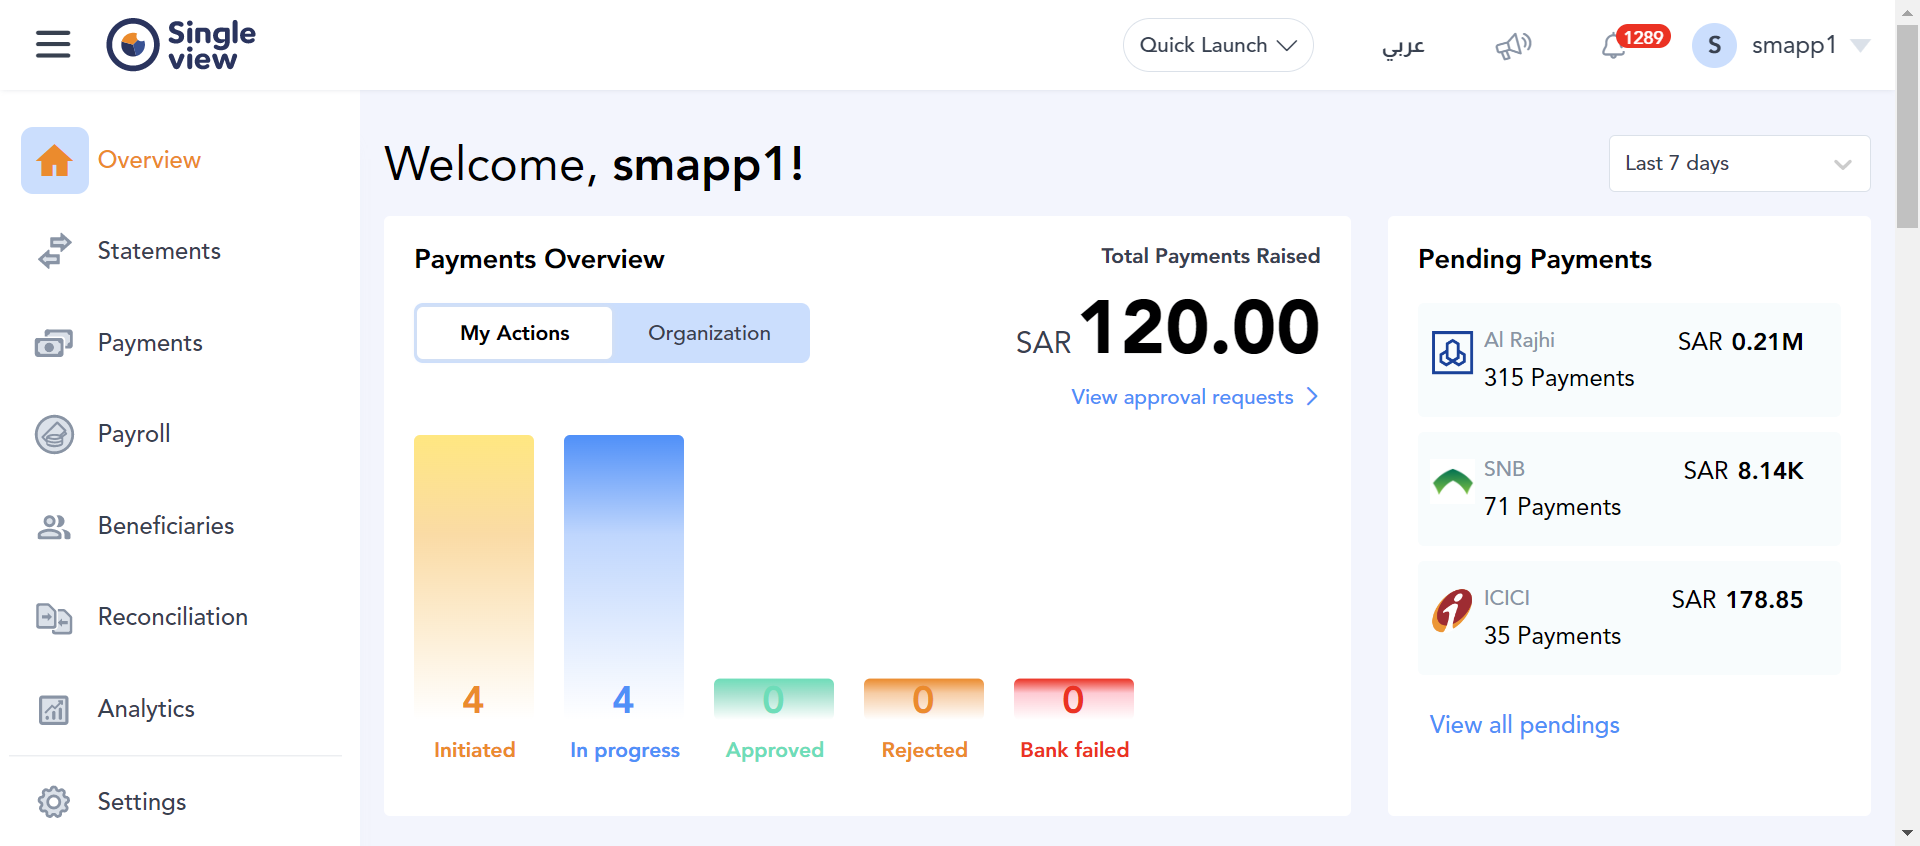 Single
view
Quick Launch
عربي
1289
S
smapp1
Overview
Statements
Payments
Payroll
Beneficiaries
Reconciliation
Analytics
Settings
Welcome, smapp1!
Last 7 days
Payments Overview
My Actions
Organization
Total Payments Raised
SAR 120.00
View approval requests
4
Initiated
4
In progress
0
Approved
0
Rejected
0
Bank failed
Pending Payments
Al Rajhi
SAR 0.21M
315 Payments
SNB
SAR 8.14K
71 Payments
ICICI
SAR 178.85
35 Payments
View all pendings